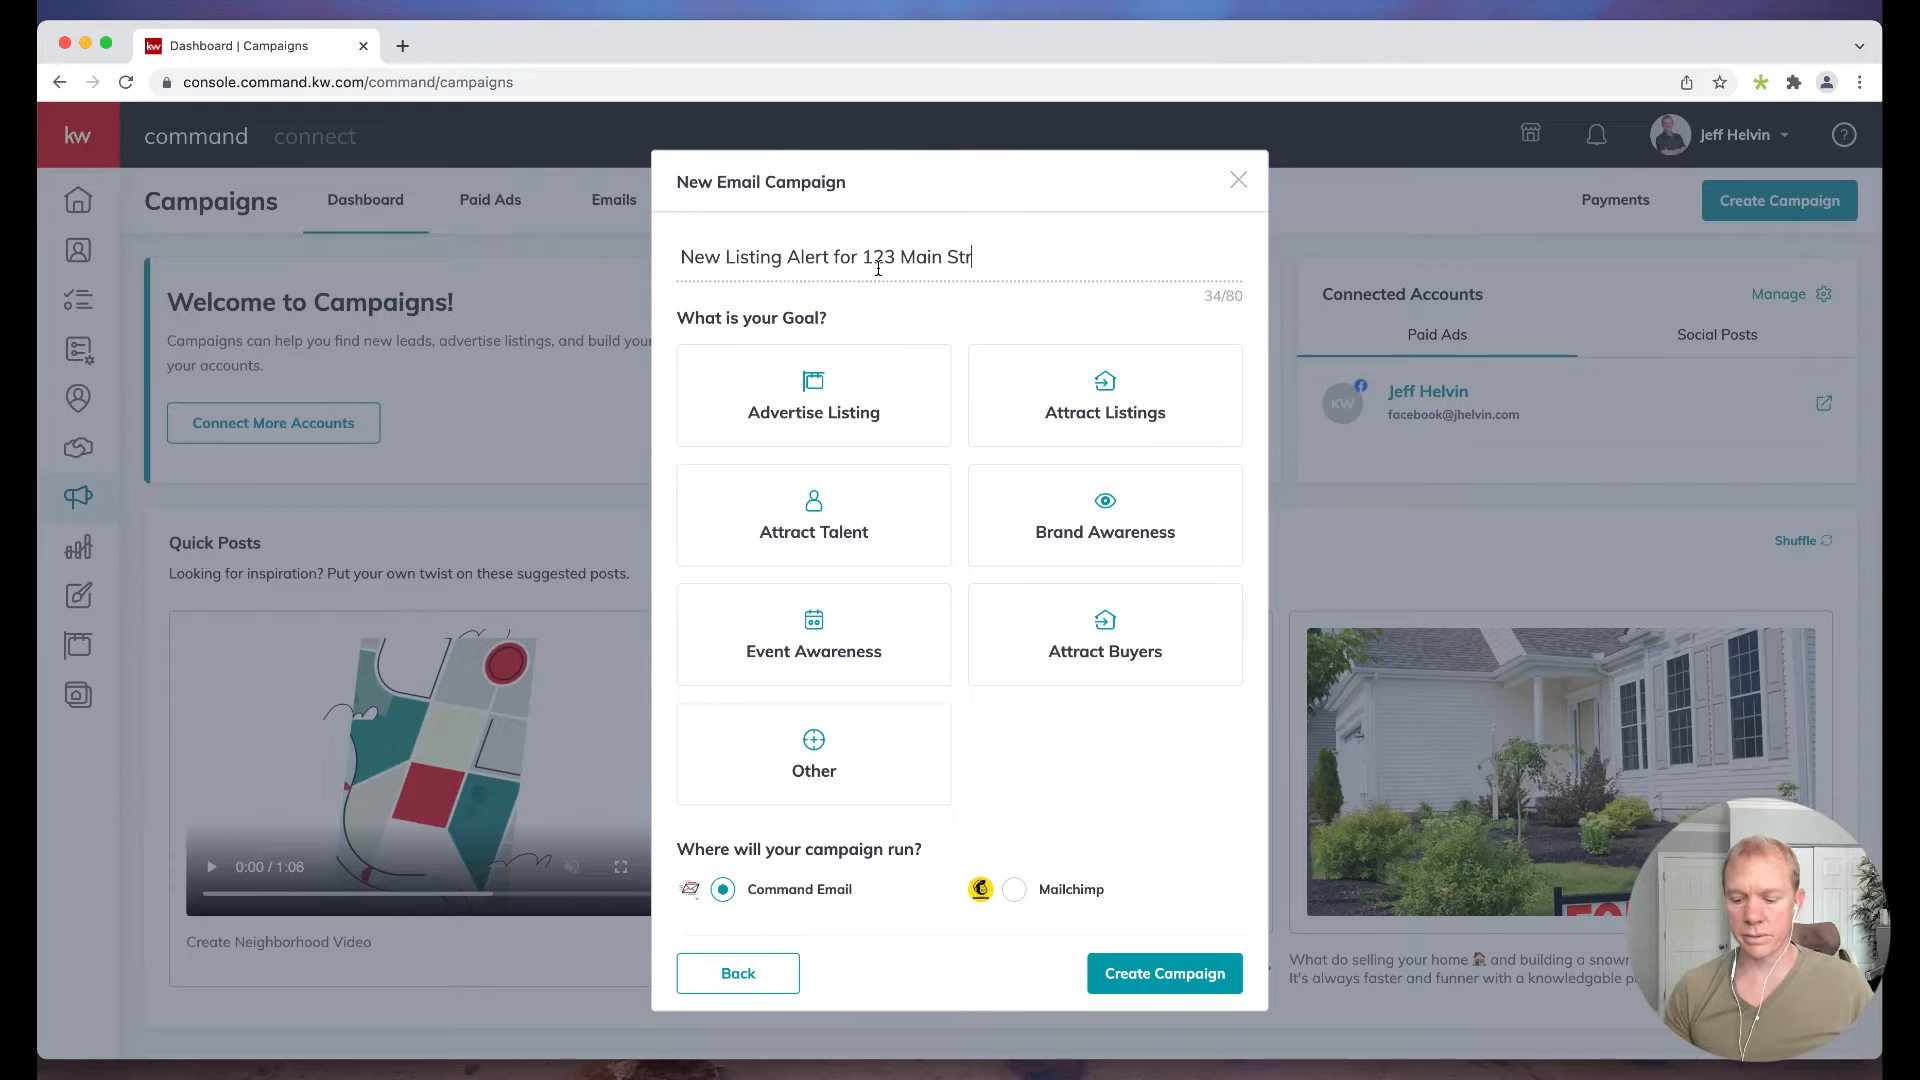 kw Dashboard | Campaigns
console.command.kw.com/command/campaigns
kw command connect
Jeff Helvin
Campaigns Dashboard Paid Ads Emails
Payments Create Campaign
New Email Campaign
New Listing Alert for 123 Main Str
34/80
What is your Goal?
Advertise Listing
Attract Listings
Attract Talent
Brand Awareness
Event Awareness
Attract Buyers
Other
Where will your campaign run?
Command Email
Mailchimp
Back
Create Campaign
Welcome to Campaigns!
Campaigns can help you find new leads, advertise listings, and build your
your accounts.
Connect More Accounts
Connected Accounts
Manage
Paid Ads
Social Posts
KW
Jeff Helvin
facebook@jhelvin.com
Quick Posts
Looking for inspiration? Put your own twist on these suggested posts.
Shuffle
0:00 / 1:06
Create Neighborhood Video
What do selling your home and building a
It's always faster and funner with a knowledgable